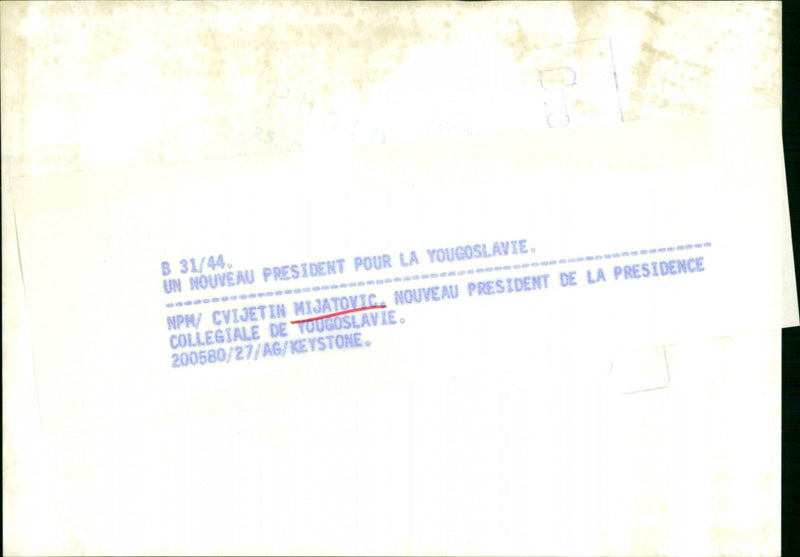 B 31/44.
UN NOUVEAU PRESIDENT POUR LA YOUGOSLAVIE.
NPM/ CVIJETIN MIJATOVIC, NOUVEAU PRESIDENT DE LA PRESIDENCE
COLLEGIALE DE YOUGOSLAVIE.
200580/27/AG/KEYSTONE.